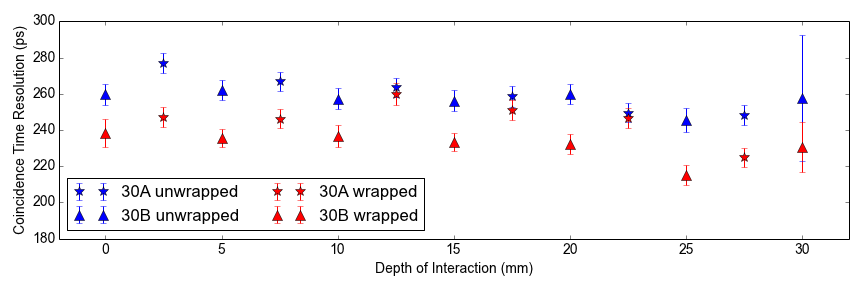 Coincidence Time Resolution (ps)
300
280
260
240
220
200
180
30A unwrapped
30A wrapped
30B unwrapped
30B wrapped
0 5 10 15 20 25 30
Depth of Interaction (mm)